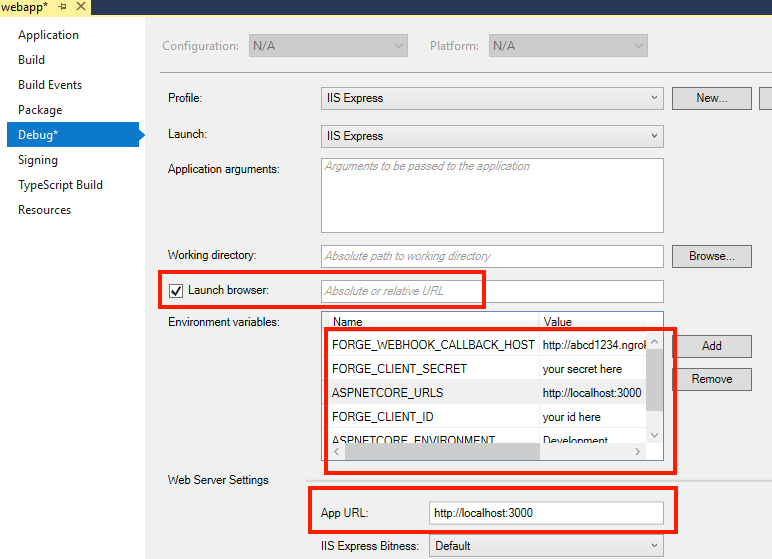 webapp*
Application
Build
Build Events
Package
Debug*
Signing
TypeScript Build
Resources
Configuration: N/A Platform: N/A
Profile: IIS Express New...
Launch: IIS Express
Application arguments: Arguments to be passed to the application
Working directory: Absolute path to working directory Browse...
Launch browser: Absolute or relative URL
Environment variables: Name Value
FORGE_WEBHOOK_CALLBACK_HOST http://abcd1234.ngrok
Add
FORGE_CLIENT_SECRET your secret here
Remove
ASPNETCORE_URLS http://localhost:3000
FORGE_CLIENT_ID your id here
ASPNETCORE_ENVIRONMENT Development
Web Server Settings
App URL: http://localhost:3000
IIS Express Bitness: Default